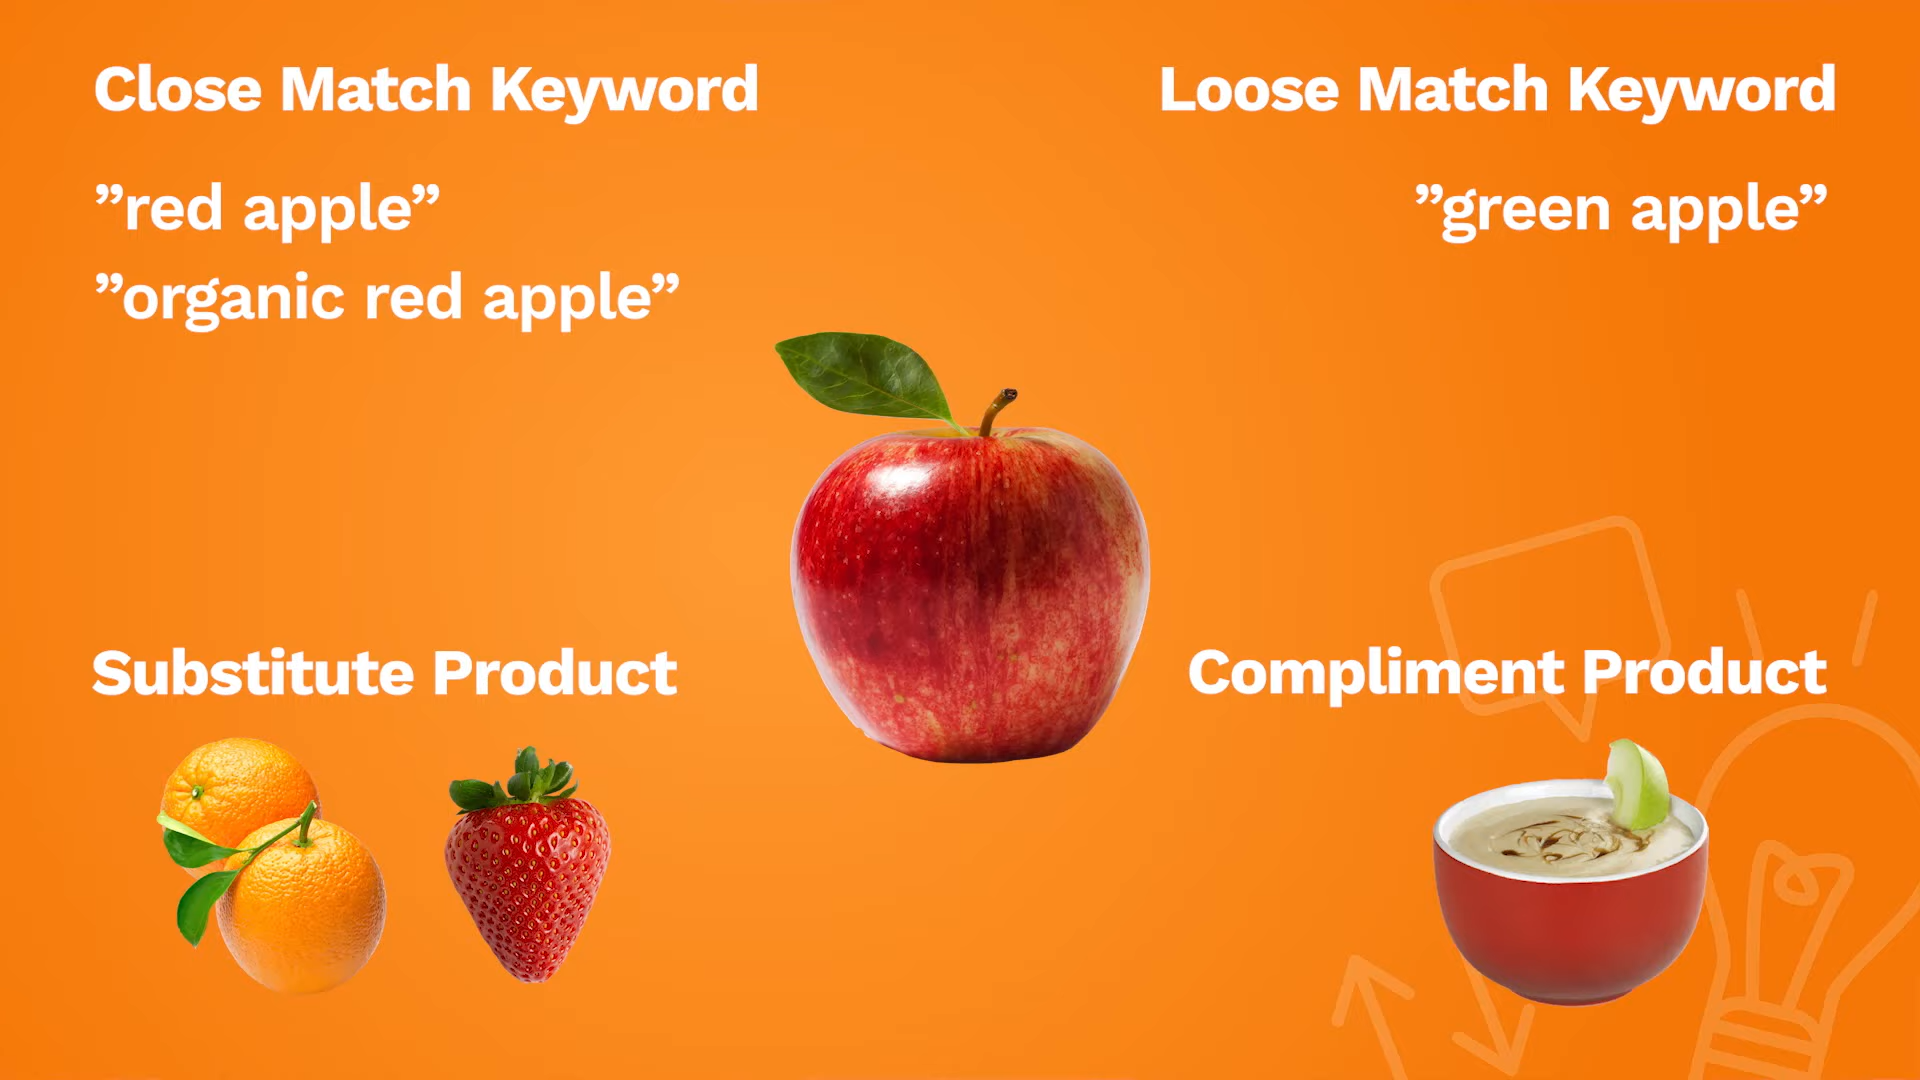 Close Match Keyword
”red apple”
”organic red apple”
Loose Match Keyword
”green apple”
Substitute Product
Compliment Product